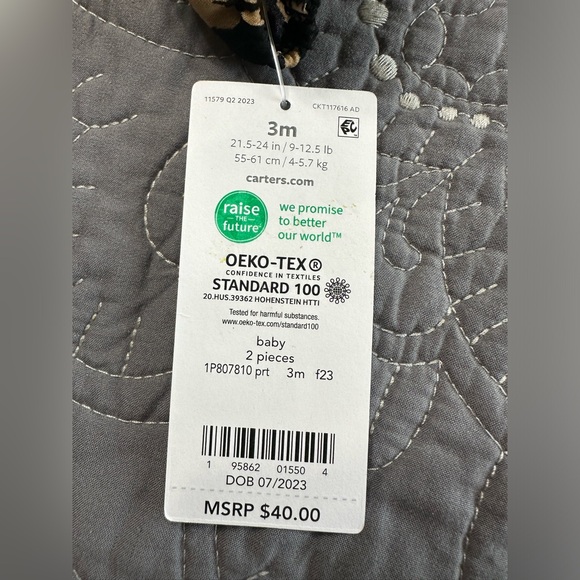 11579 Q2 2023 CKT117616 AD
3m
21.5-24 in / 9-12.5 lb
55-61 cm / 4-5.7 kg
carters.com
raise
THE
future
we promise
to better
our world™
OEKO-TEX®
CONFIDENCE IN TEXTILES
STANDARD 100
20.HUS.39362 HOHENSTEIN HTTI
Tested for harmful substances.
www.oeko-tex.com/standard100
baby
2 pieces
1P807810 prt 3m f23
1 95862 01550 4
DOB 07/2023
MSRP $40.00